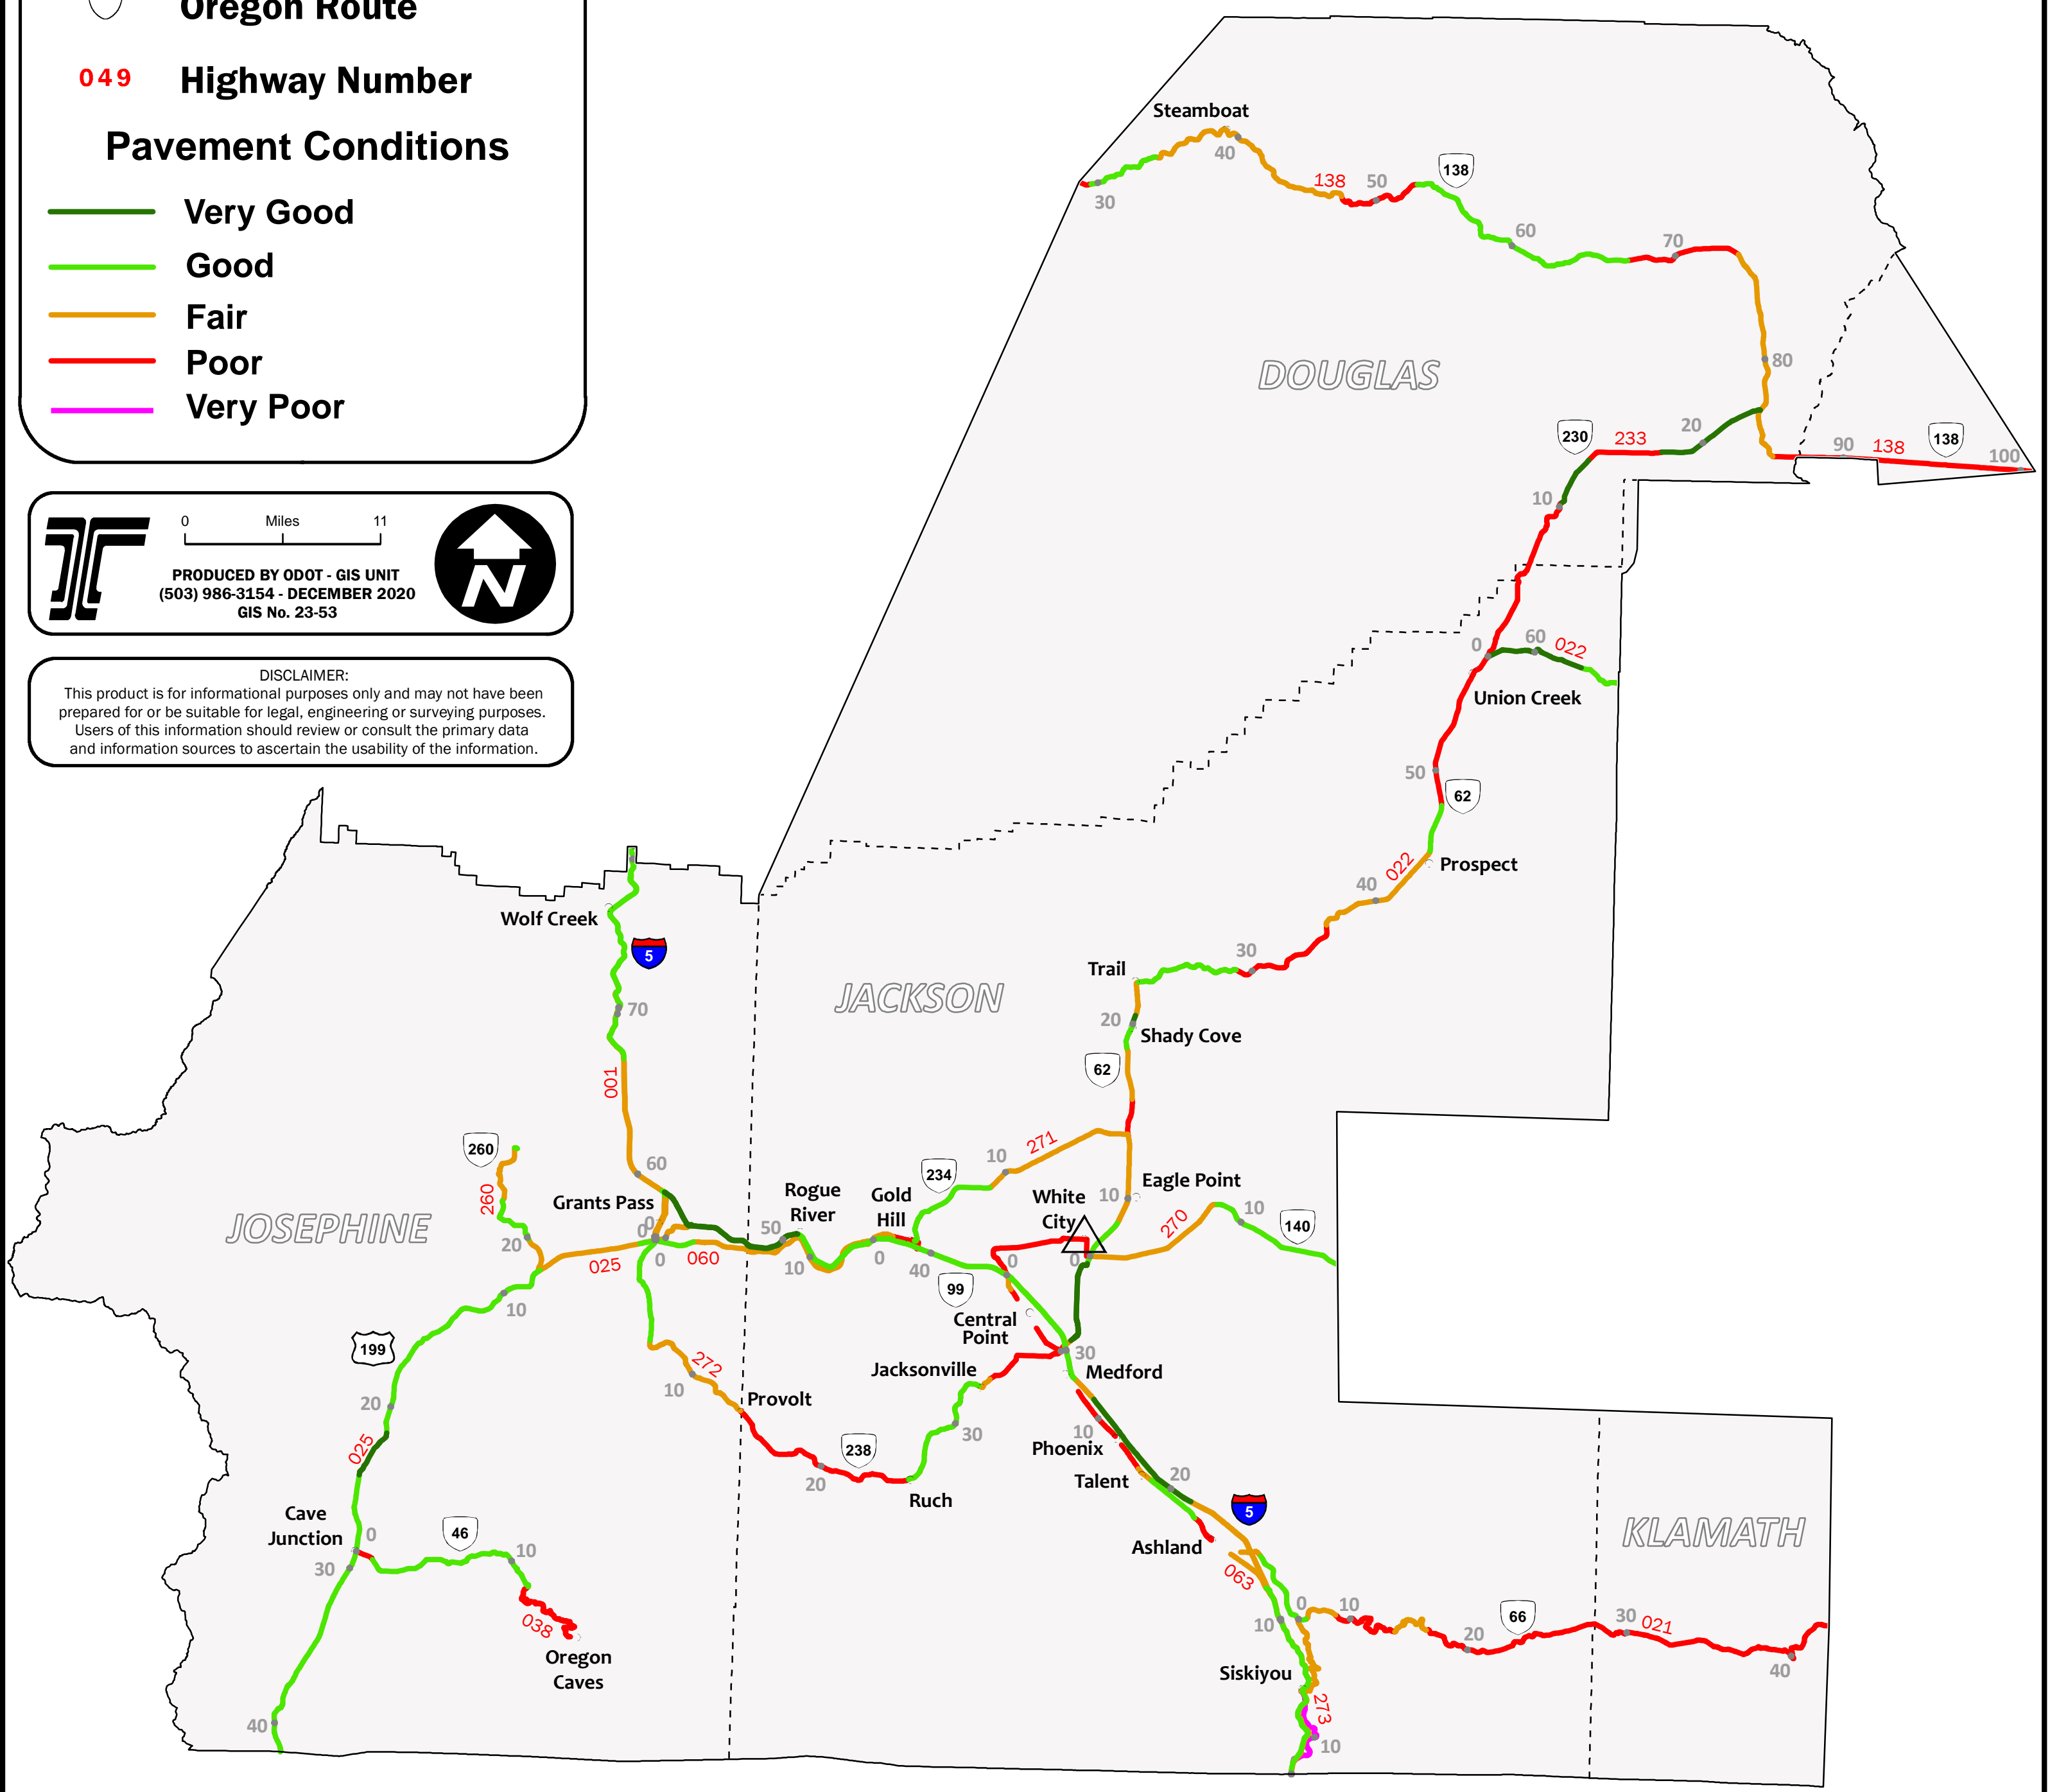 Oregon Route
049 Highway Number
Pavement Conditions
Very Good
Good
Fair
Poor
Very Poor
0 Miles 11
PRODUCED BY ODOT - GIS UNIT
(503) 986-3154 - DECEMBER 2020
GIS No. 23-53
N
DISCLAIMER:
This product is for informational purposes only and may not have been
prepared for or be suitable for legal, engineering or surveying purposes.
Users of this information should review or consult the primary data
and information sources to ascertain the usability of the information.
Steamboat
40
30
138
50
138
60
70
80
DOUGLAS
230
233
20
90
138
138
100
10
0
60
022
Union Creek
50
62
022
Prospect
40
30
Trail
20
Shady Cove
62
Wolf Creek
5
70
001
JACKSON
260
260
60
Grants Pass
0
0
0
20
JOSEPHINE
025
060
Rogue
River
50
10
Gold
Hill
0
40
234
10
271
White
City
10
Eagle Point
0
0
270
10
140
99
Central
Point
30
Medford
Jacksonville
10
199
20
025
272
10
Provolt
238
20
30
Ruch
10
Phoenix
Talent
20
5
Ashland
063
Cave
Junction
0
30
46
10
038
Oregon
Caves
40
10
0
10
66
20
30
021
40
KLAMATH
Siskiyou
273
10